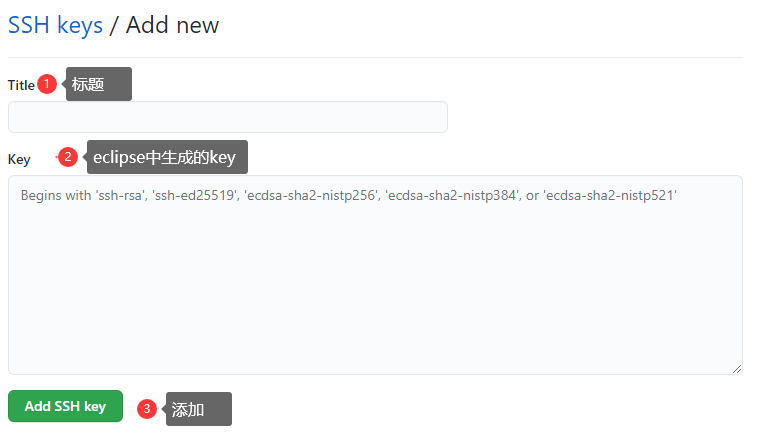 SSH keys / Add new
Title 1 标题
Key 2 eclipse中生成的key
Begins with 'ssh-rsa', 'ssh-ed25519', 'ecdsa-sha2-nistp256', 'ecdsa-sha2-nistp384', or 'ecdsa-sha2-nistp521'
Add SSH key 3 添加